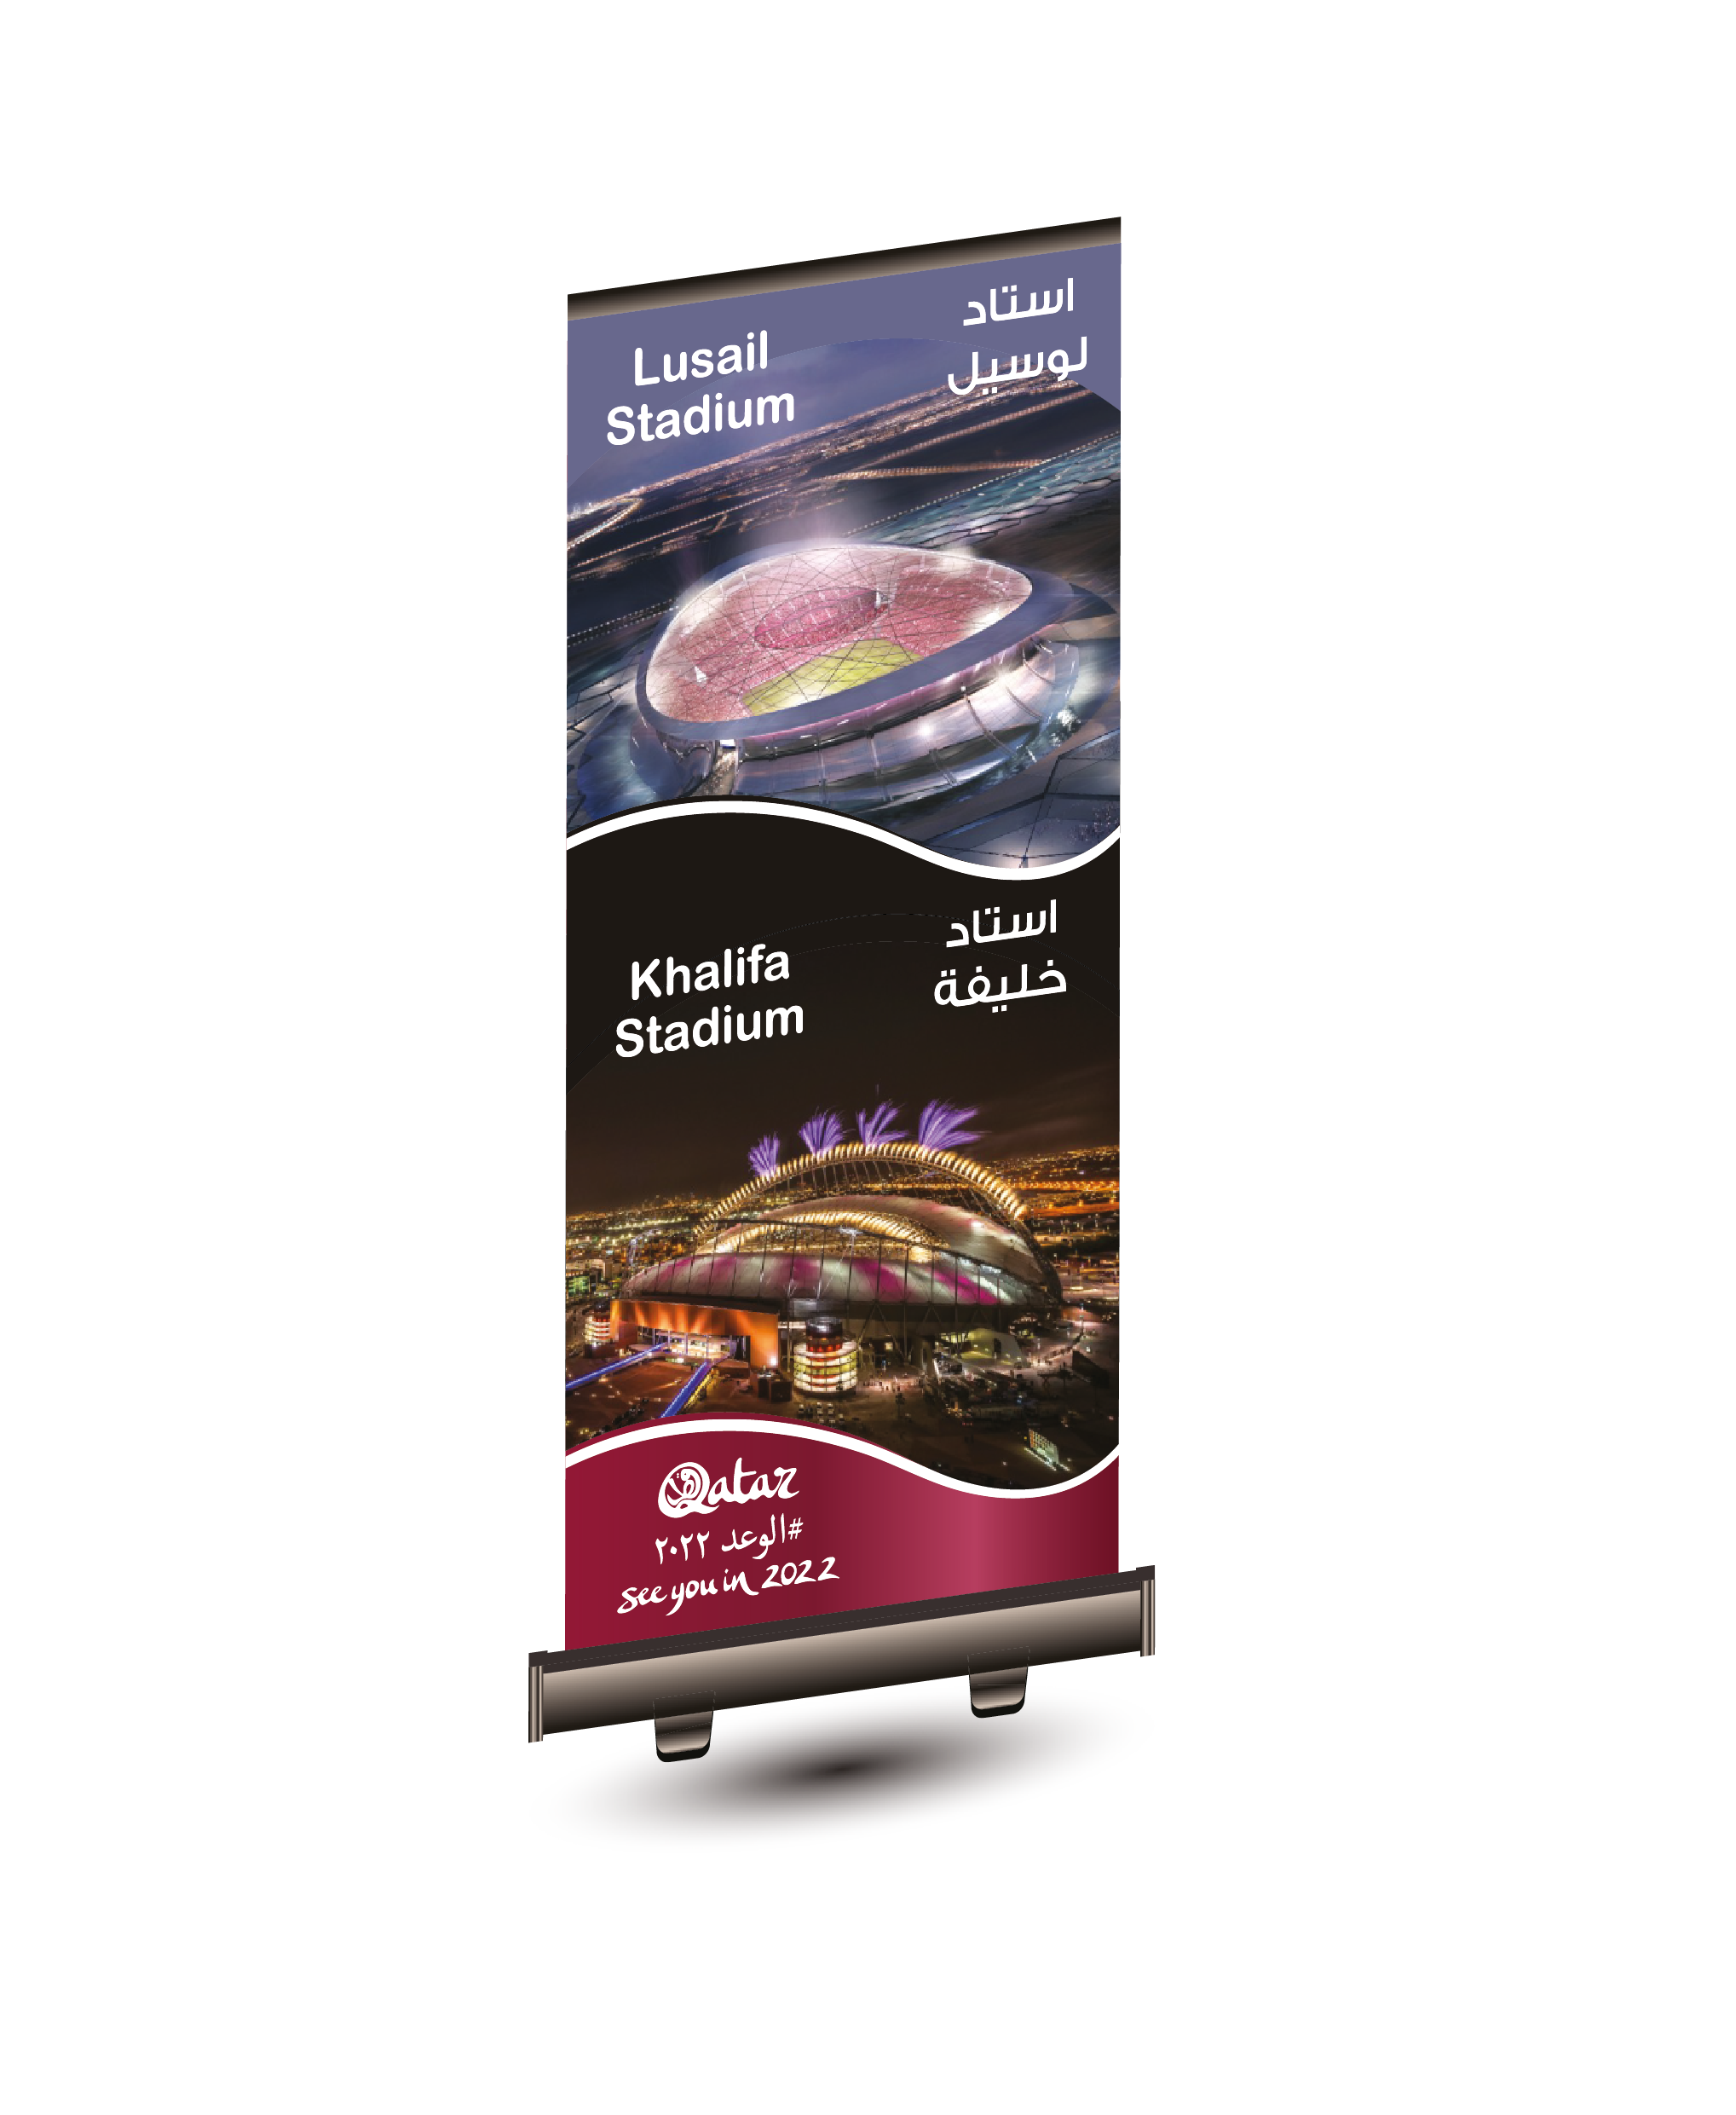 Lusail
Stadium
استاد
لوسيل
Khalifa
Stadium
استاد
خليفة
Qatar
#الوعد ٢٠٢٢
see you in 2022